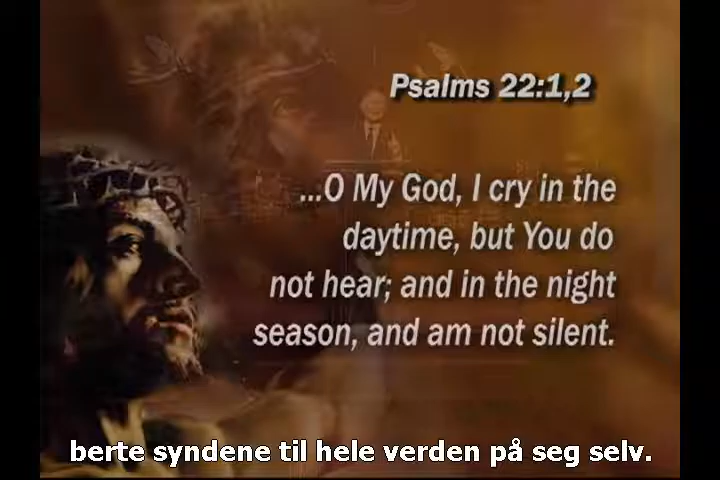 Psalms 22:1,2
...O My God, I cry in the
daytime, but You do
not hear; and in the night
season, and am not silent.
berte syndene til hele verden på seg selv.